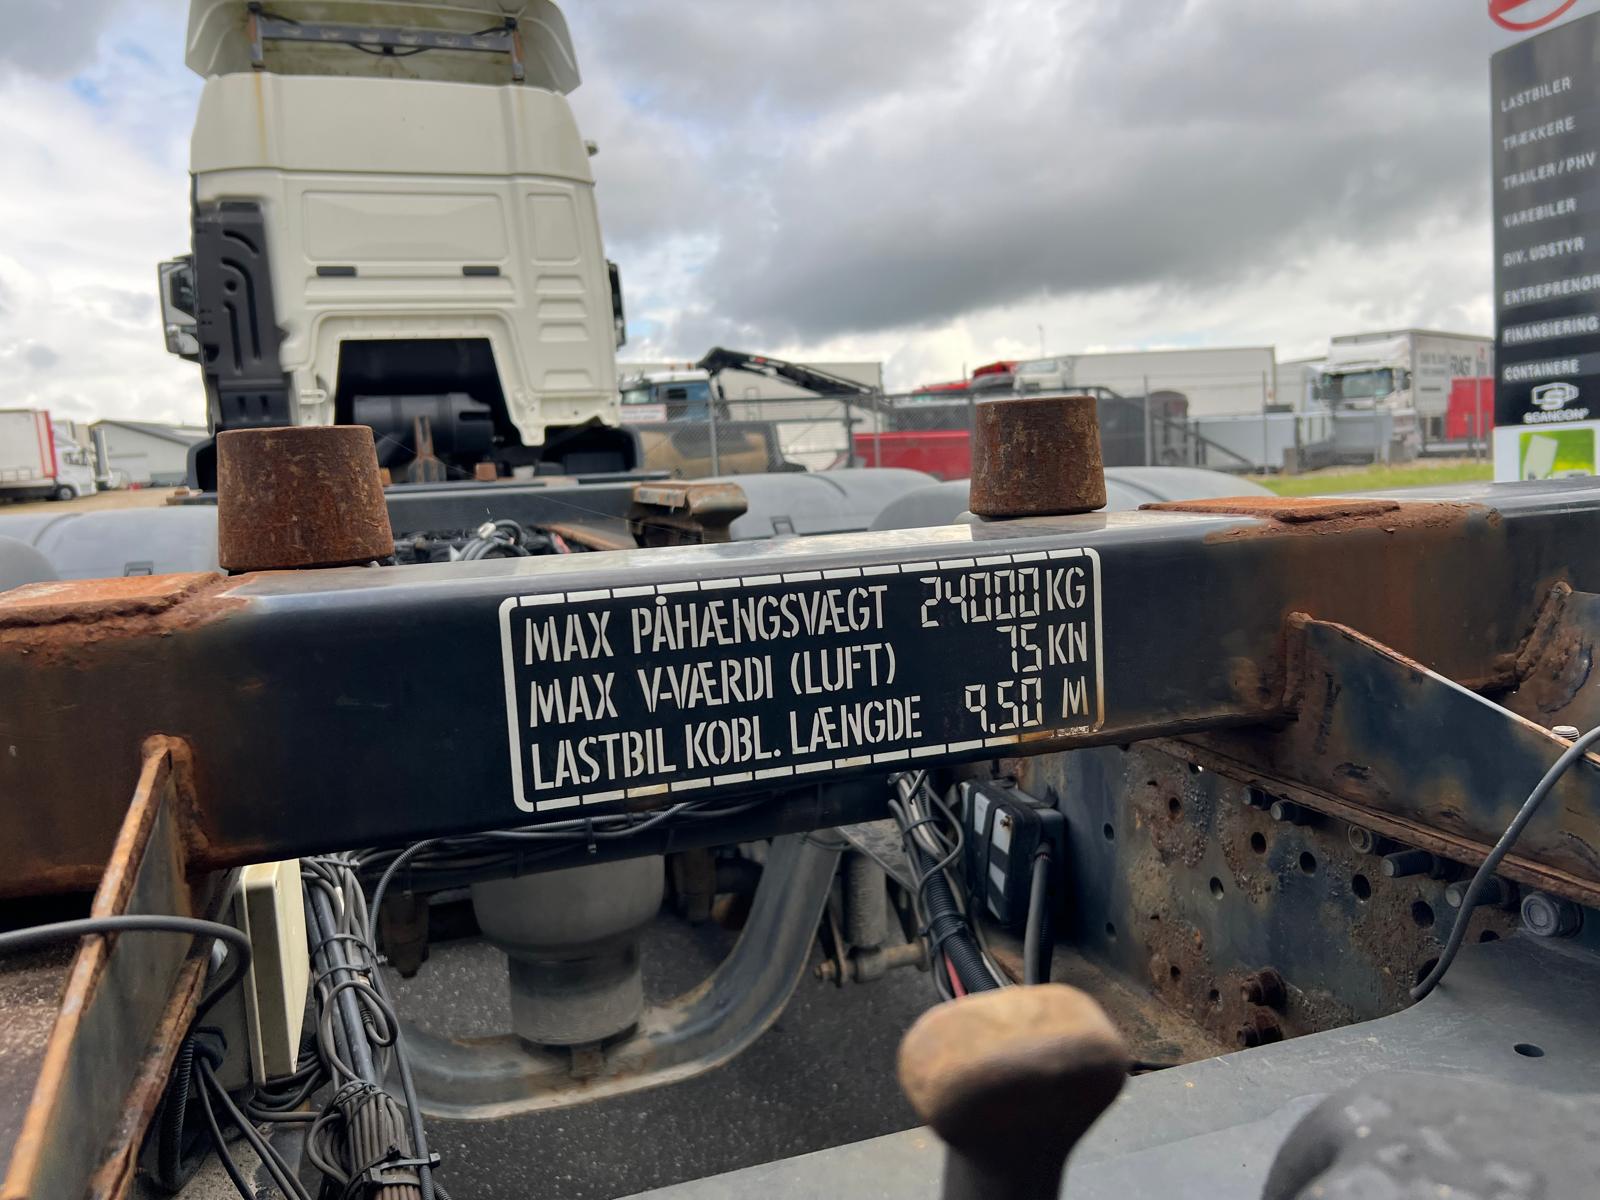 MAX PÅHÆNGSVÆGT 24000 KG
MAX V-VÆRDI (LUFT) 75 KN
LASTBIL KOBL. LÆNGDE 9,50 M
LASTBILER
TRÆKKERE
TRAILER / PHV
VAREBILER
DIV. UDSTYR
ENTREPRENØR
FINANSIERING
CONTAINERE
SCANCON
FRAGT